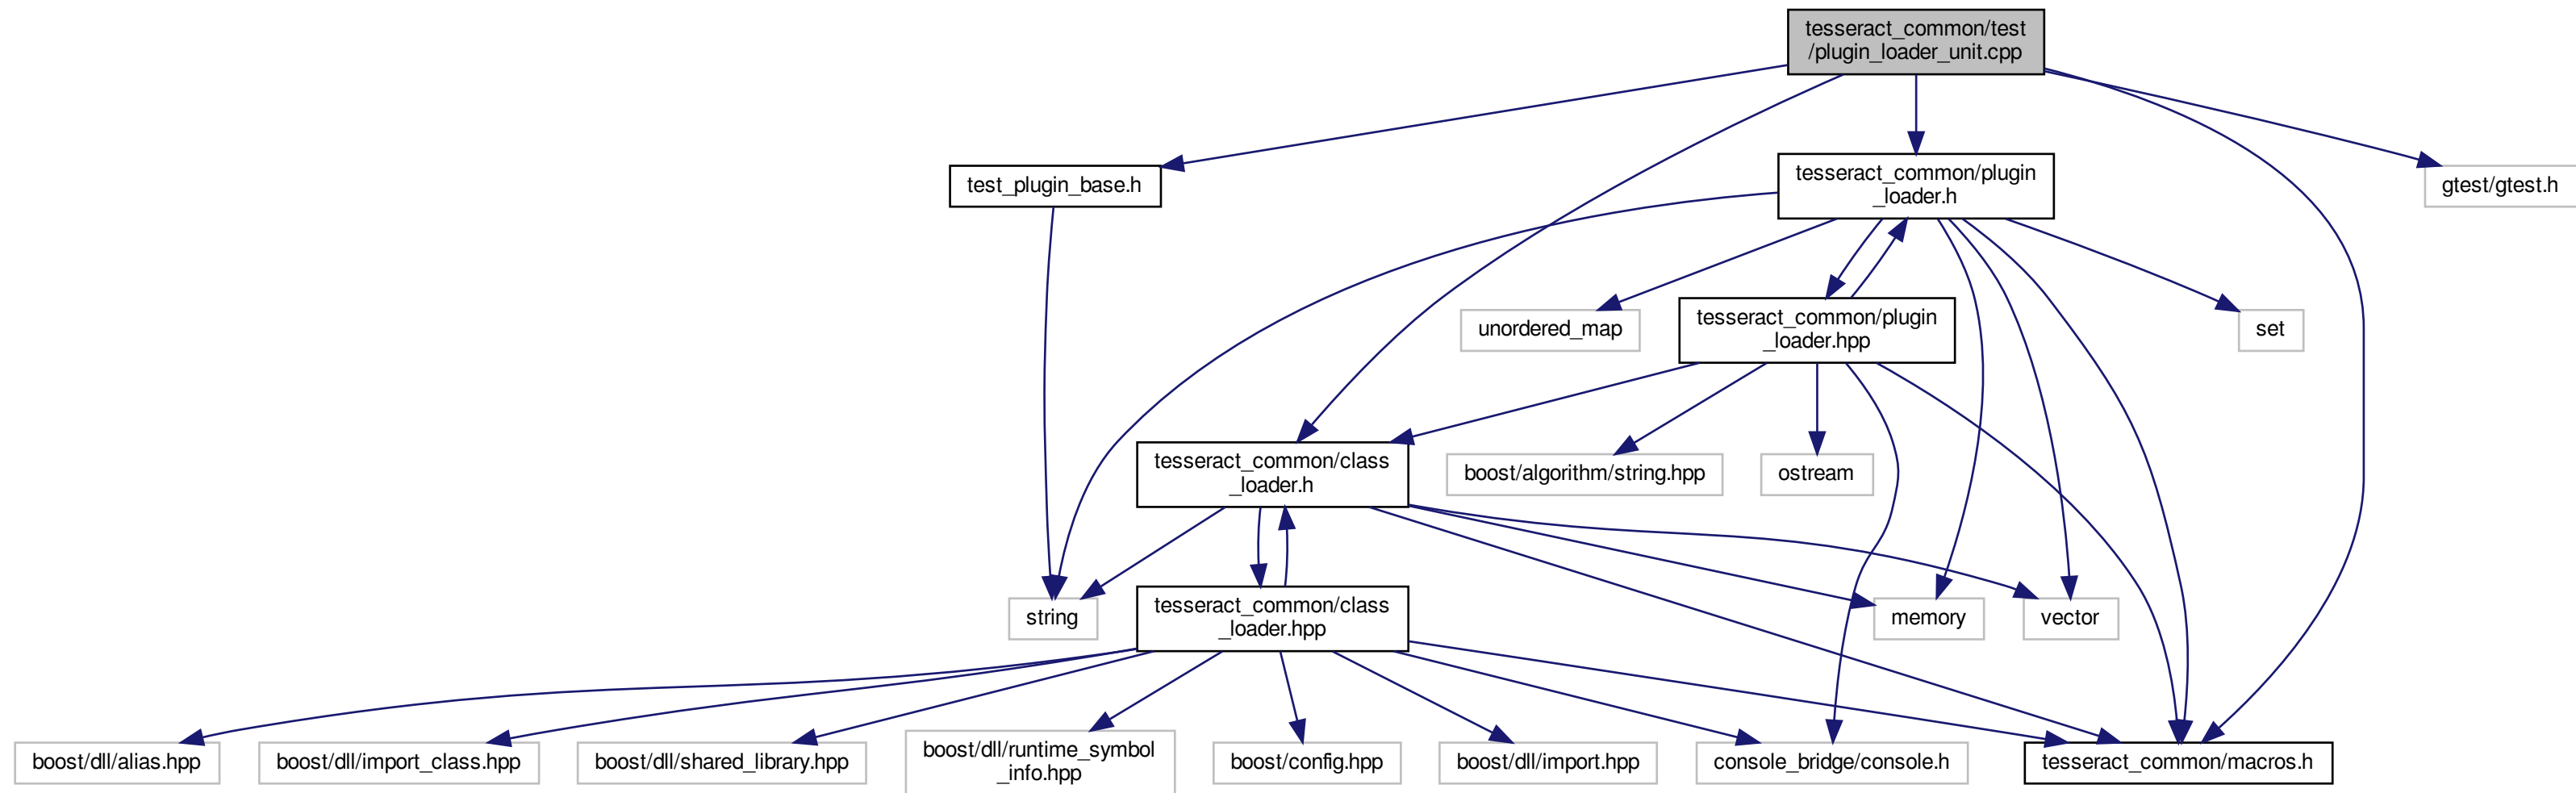 tesseract_common/test
/plugin_loader_unit.cpp
test_plugin_base.h
tesseract_common/plugin
_loader.h
gtest/gtest.h
unordered_map
tesseract_common/plugin
_loader.hpp
set
tesseract_common/class
_loader.h
boost/algorithm/string.hpp
ostream
string
tesseract_common/class
_loader.hpp
memory
vector
boost/dll/alias.hpp
boost/dll/import_class.hpp
boost/dll/shared_library.hpp
boost/dll/runtime_symbol
_info.hpp
boost/config.hpp
boost/dll/import.hpp
console_bridge/console.h
tesseract_common/macros.h